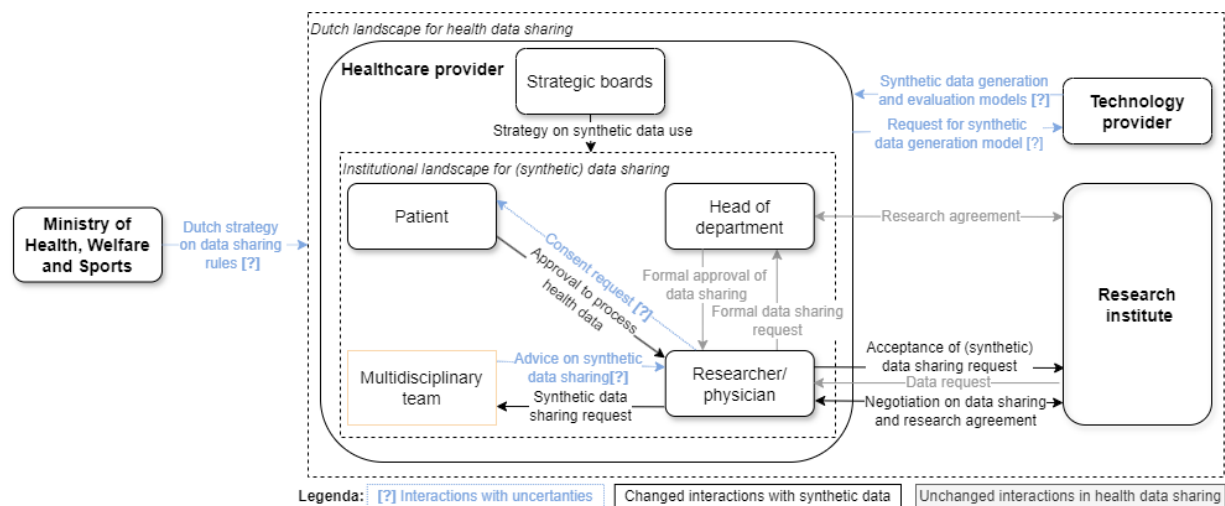 Dutch landscape for health data sharing
Healthcare provider
Strategic boards
Strategy on synthetic data use
Synthetic data generation
and evaluation models [?]
Request for synthetic
data generation model [?]
Technology
provider
Institutional landscape for (synthetic) data sharing
Patient
Head of
department
Research agreement
Ministry of
Health, Welfare
and Sports
Dutch strategy
on data sharing
rules [?]
Consent request [?]
Approval to process
health data
Formal approval of
data sharing
Formal data sharing
request
Research
institute
Multidisciplinary
team
Advice on synthetic
data sharing[?]
Synthetic data
sharing request
Researcher/
physician
Acceptance of (synthetic)
data sharing request
Data request
Negotiation on data sharing
and research agreement
Legenda:
[?] Interactions with uncertanties
Changed interactions with synthetic data
Unchanged interactions in health data sharing